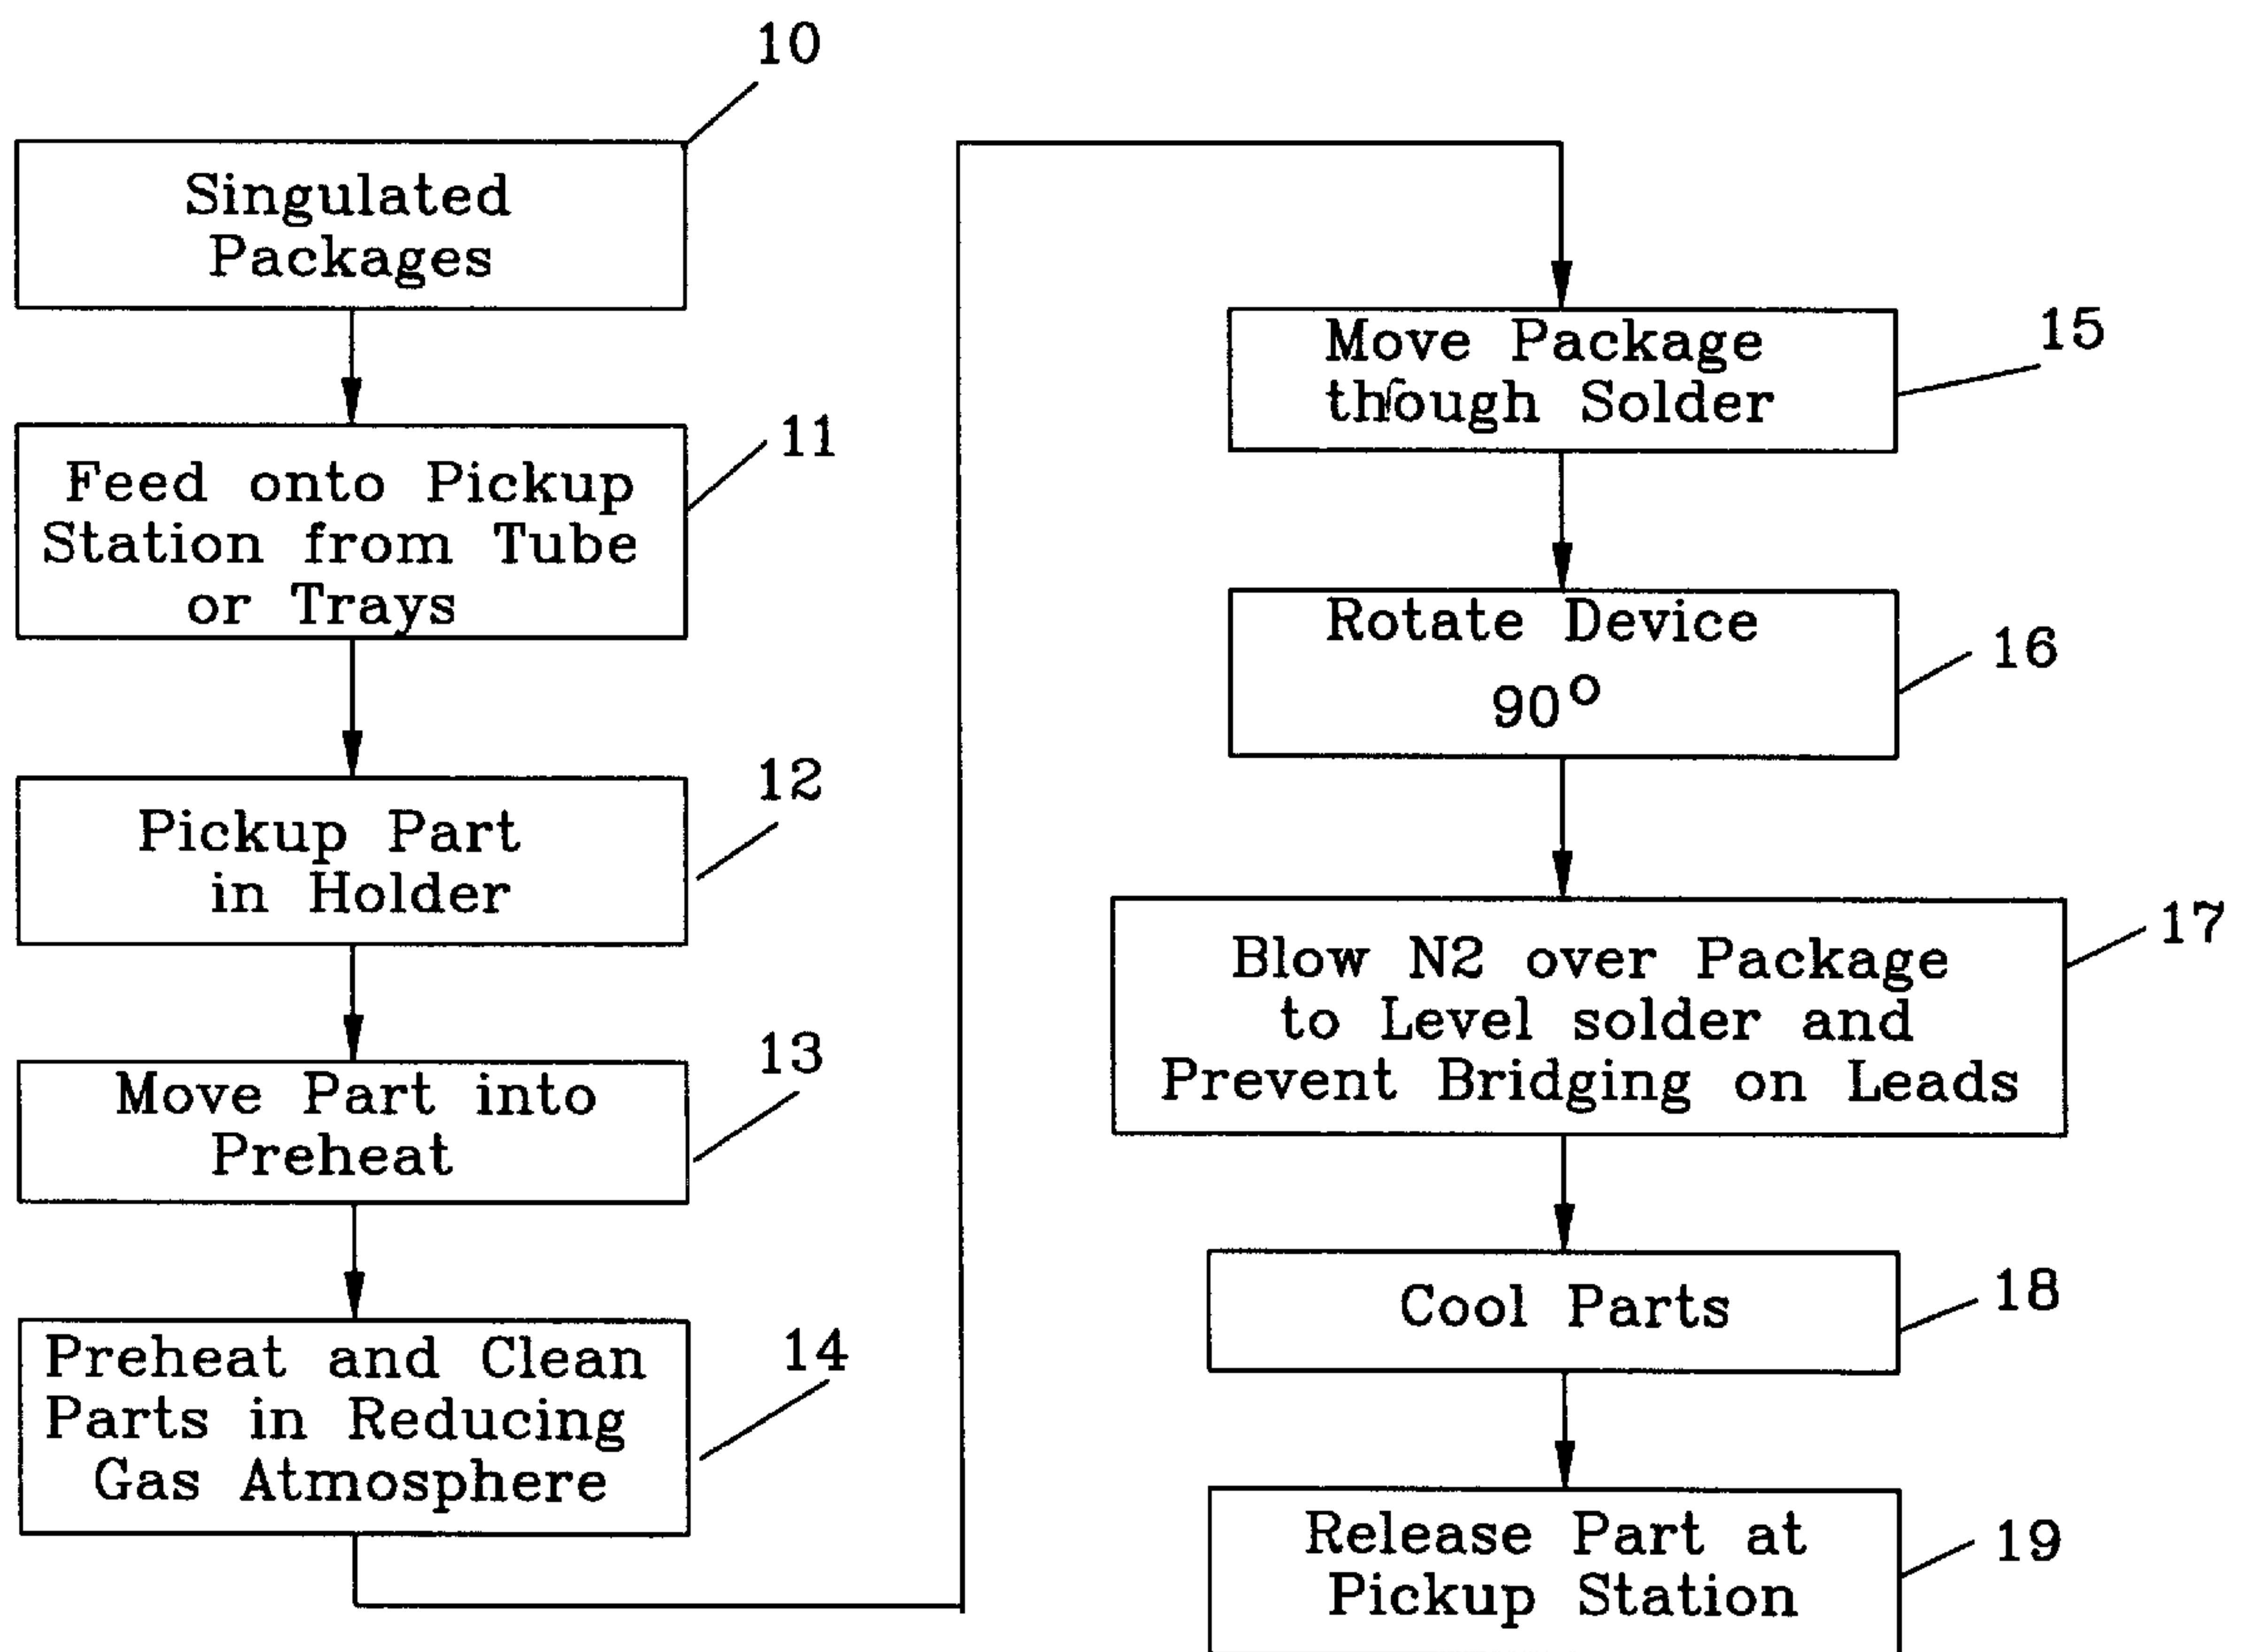 10
Singulated
Packages
11
Feed onto Pickup
Station from Tube
or Trays
12
Pickup Part
in Holder
13
Move Part into
Preheat
14
Preheat and Clean
Parts in Reducing
Gas Atmosphere
15
Move Package
through Solder
16
Rotate Device
90°
17
Blow N2 over Package
to Level solder and
Prevent Bridging on Leads
18
Cool Parts
19
Release Part at
Pickup Station